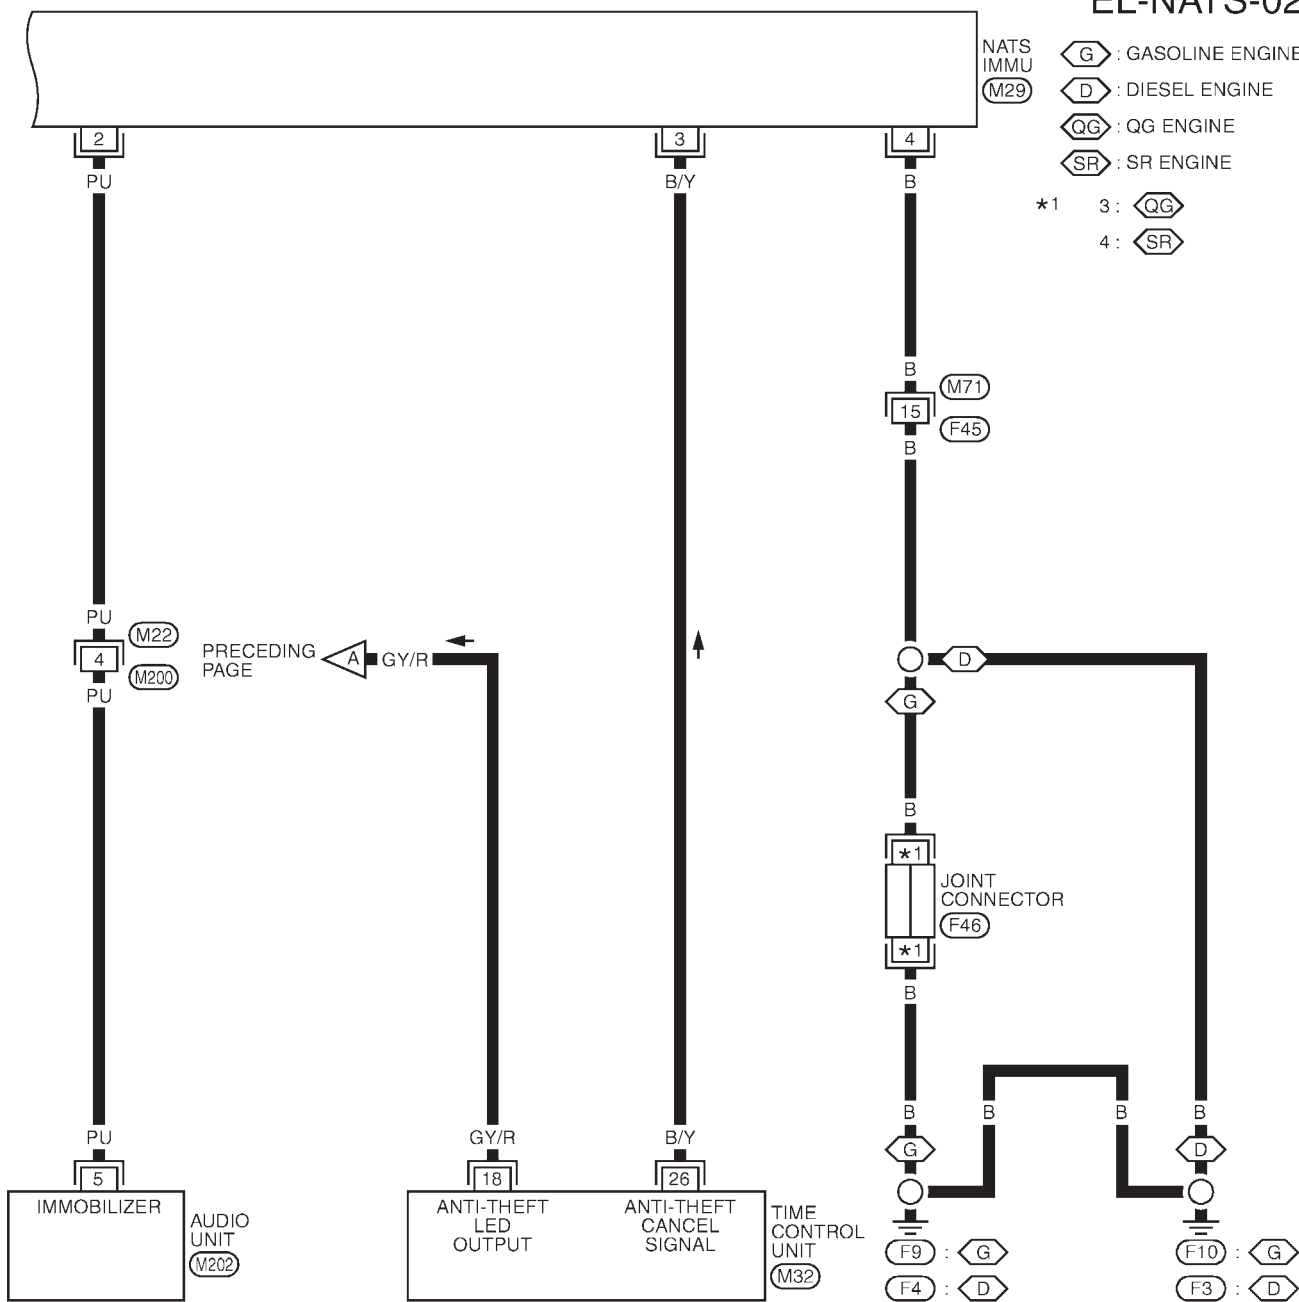 EL-NATS-02
NATS
IMMU
M29
G : GASOLINE ENGINE
D : DIESEL ENGINE
QG : QG ENGINE
SR : SR ENGINE
*1 3 : QG
4 : SR
2
3
4
PU
B/Y
B
B
M71
15
F45
B
PU
M22
4
M200
PU
PRECEDING
PAGE
A
GY/R
D
G
B
*1
JOINT
CONNECTOR
F46
*1
B
B
B
B
B
PU
GY/R
B/Y
G
D
5
18
26
IMMOBILIZER
AUDIO
UNIT
M202
ANTI-THEFT
LED
OUTPUT
ANTI-THEFT
CANCEL
SIGNAL
TIME
CONTROL
UNIT
M32
F9 : G
F4 : D
F10 : G
F3 : D